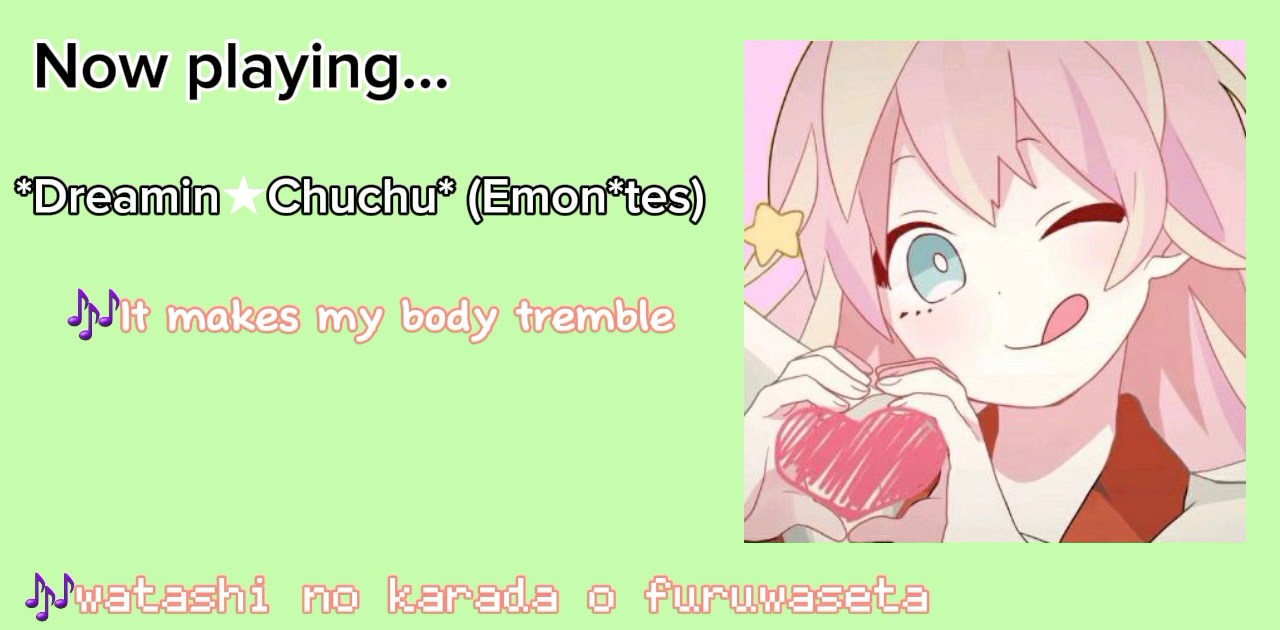 Now playing...
*Dreamin★Chuchu* (Emon*tes)
🎶It makes my body tremble
🎶watashi no karada o furuwaseta